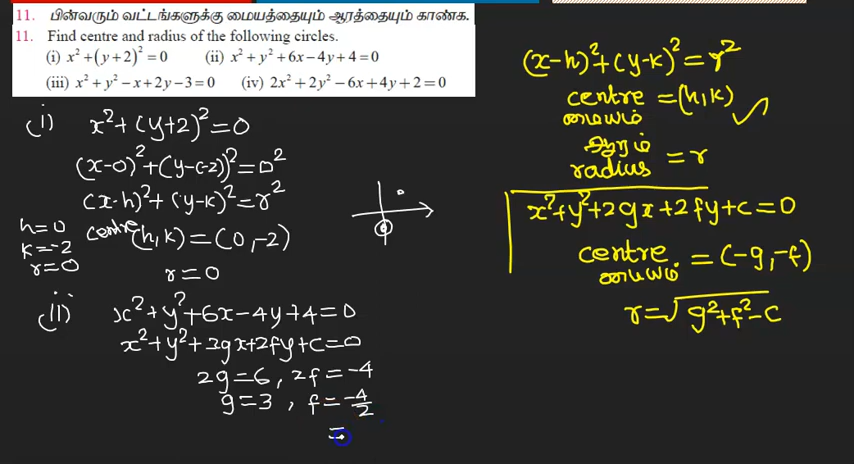 11. பின்வரும் வட்டங்களுக்கு மையத்தையும் ஆரத்தையும் காண்க.
11. Find centre and radius of the following circles.
(i) x²+(y+2)²=0 (ii) x²+y²+6x−4y+4=0
(iii) x²+y²−x+2y−3=0 (iv) 2x²+2y²−6x+4y+2=0
(i) x²+(y+2)²=0
(x-0)²+(y-(-2))²=0²
(x-h)²+(y-k)²=r²
h=0
k=-2
r=0
centre (h,k)=(0,-2)
r=0
(ii) x²+y²+6x-4y+4=0
x²+y²+2gx+2fy+c=0
2g=6, 2f=-4
g=3, f=-4/2
=
(x-h)²+(y-k)²=r²
centre =(h,k)
மையம்
ஆரம்
radius =r
x²+y²+2gx+2fy+c=0
centre =(-g,-f)
மையம்
r=√g²+f²-c